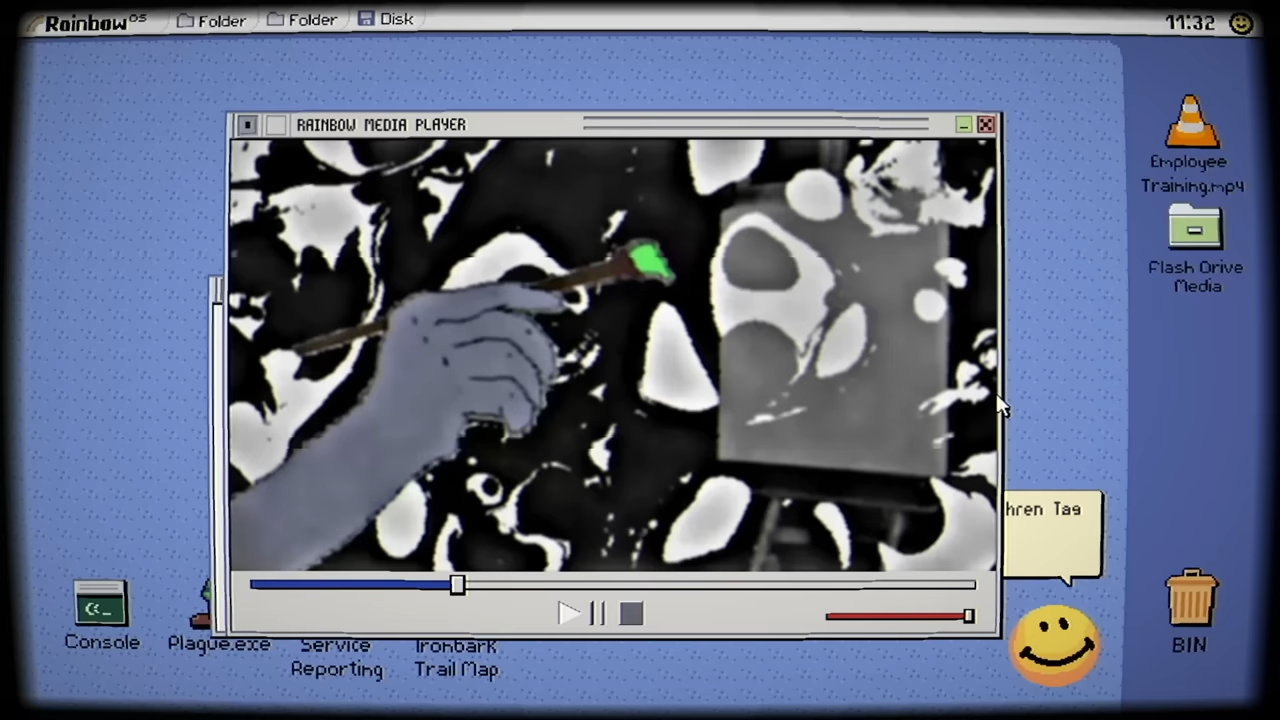 Rainbow OS
Folder
Folder
Disk
11:32
RAINBOW MEDIA PLAYER
Employee
Training.mp4
Flash Drive
Media
hren Tag
Console
Plague.exe
Service
Reporting
Ironbark
Trail Map
BIN